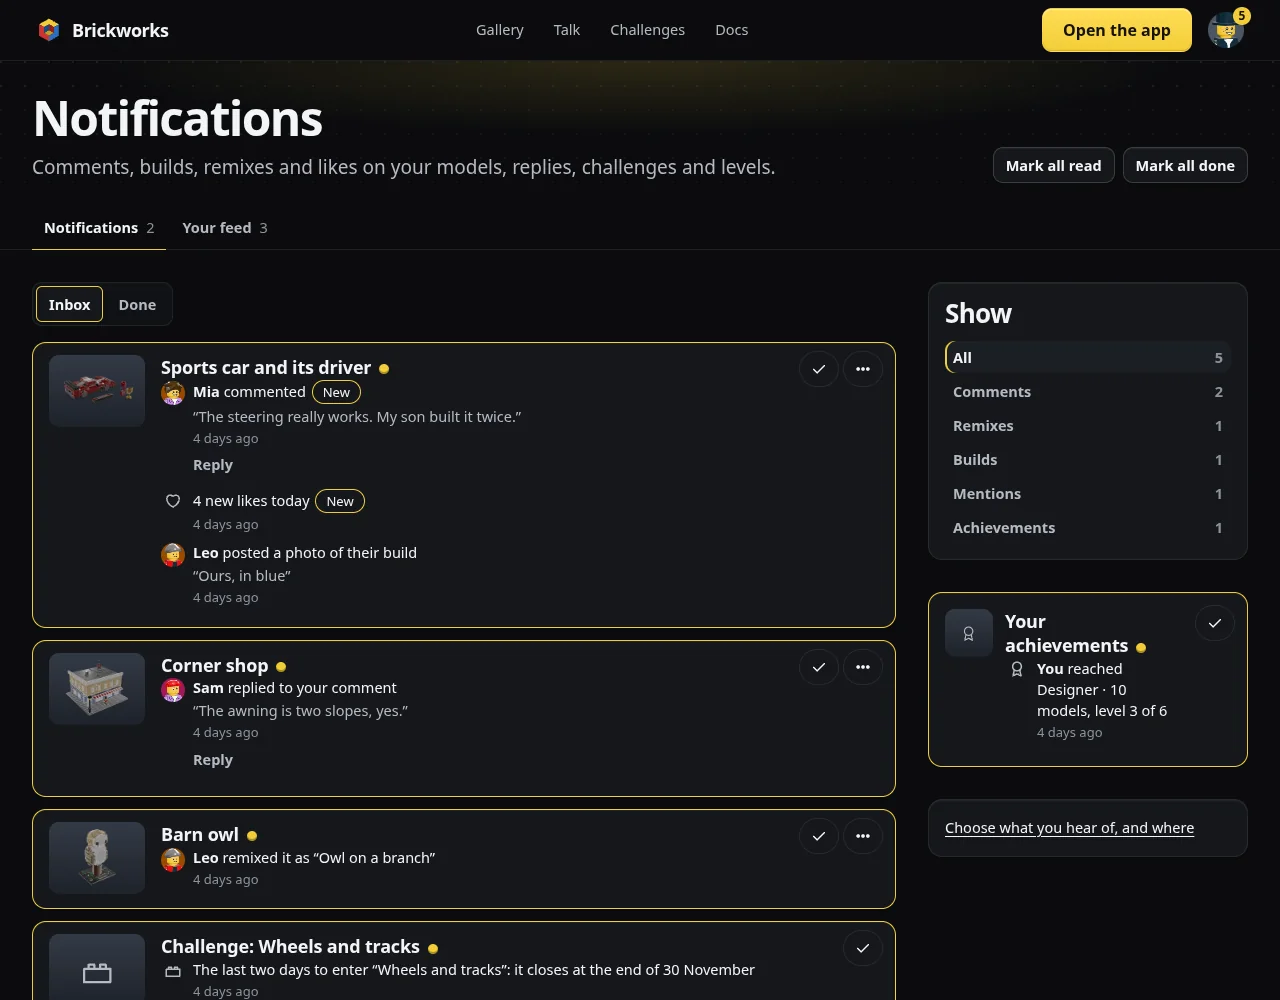 Brickworks
Gallery Talk Challenges Docs
Open the app
5
Notifications
Comments, builds, remixes and likes on your models, replies, challenges and levels.
Mark all read Mark all done
Notifications 2 Your feed 3
Inbox Done
Sports car and its driver
Mia commented New
“The steering really works. My son built it twice.”
4 days ago
Reply
4 new likes today New
4 days ago
Leo posted a photo of their build
“Ours, in blue”
4 days ago
Corner shop
Sam replied to your comment
“The awning is two slopes, yes.”
4 days ago
Reply
Barn owl
Leo remixed it as “Owl on a branch”
4 days ago
Challenge: Wheels and tracks
The last two days to enter “Wheels and tracks”: it closes at the end of 30 November
4 days ago
Show
All 5
Comments 2
Remixes 1
Builds 1
Mentions 1
Achievements 1
Your
achievements
You reached
Designer · 10
models, level 3 of 6
4 days ago
Choose what you hear of, and where